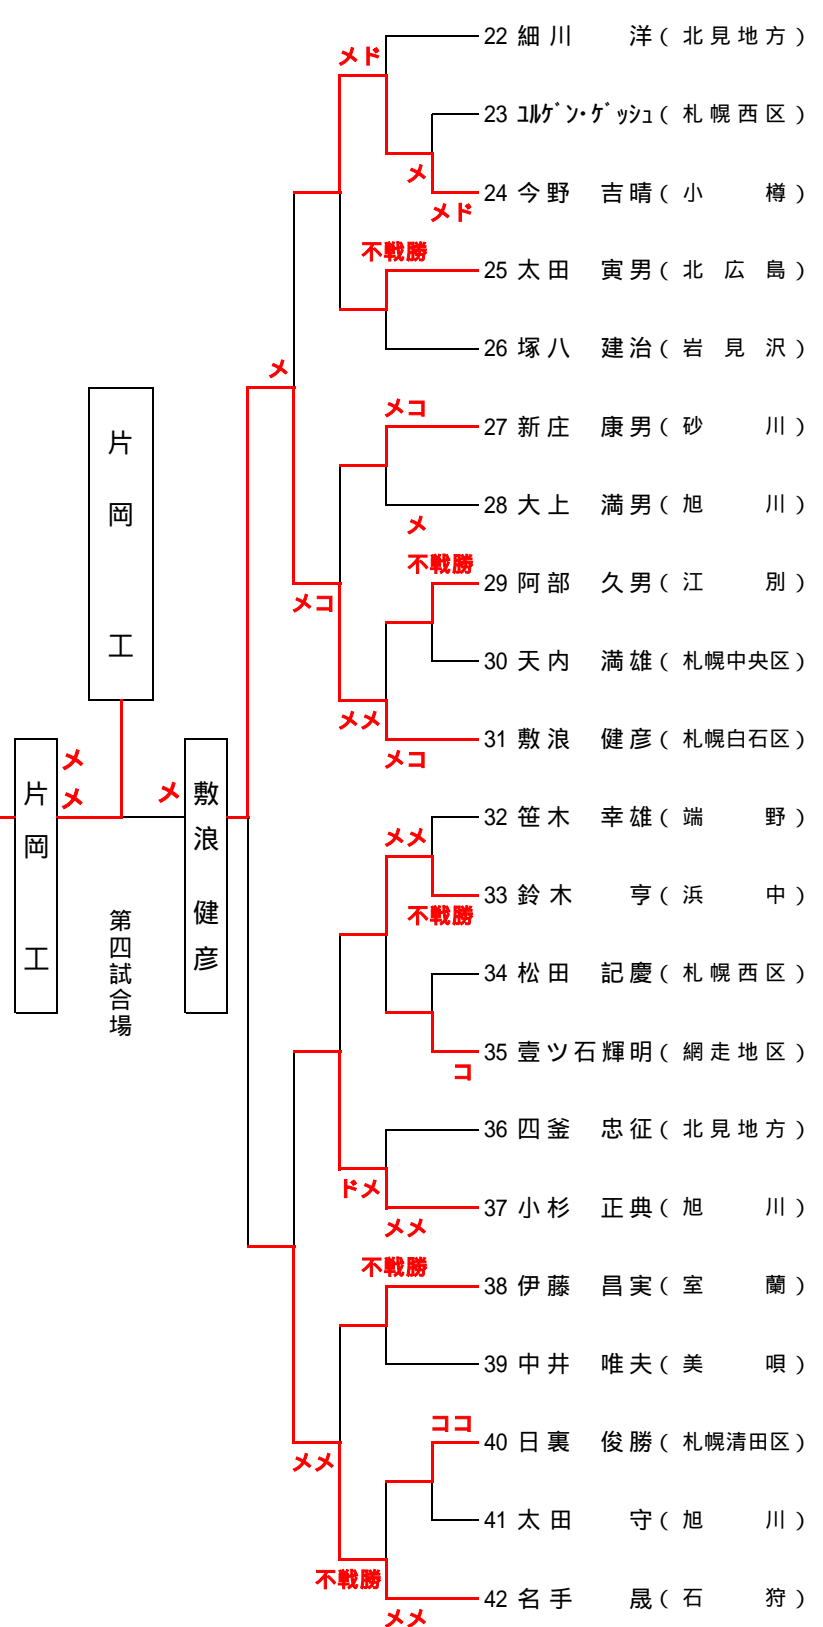 22 細川 洋 ( 北見地方 )
メド
23 ﾕﾙｹﾞﾝ・ｹﾞｯｼｭ ( 札幌西区 )
メ
24 今野 吉晴 ( 小樽 )
メド
不戦勝
25 太田 寅男 ( 北広島 )
26 塚八 建治 ( 岩見沢 )
メ
メコ
27 新庄 康男 ( 砂川 )
28 大上 満男 ( 旭川 )
メ
不戦勝
29 阿部 久男 ( 江別 )
メコ
30 天内 満雄 ( 札幌中央区 )
メメ
31 敷浪 健彦 ( 札幌白石区 )
メコ
片岡 工
片岡 工
メ
メ
メ
敷浪 健彦
第四試合場
32 笹木 幸雄 ( 端野 )
メメ
33 鈴木 亨 ( 浜中 )
不戦勝
34 松田 記慶 ( 札幌西区 )
35 壹ツ石輝明 ( 網走地区 )
コ
36 四釜 忠征 ( 北見地方 )
ドメ
37 小杉 正典 ( 旭川 )
メメ
不戦勝
38 伊藤 昌実 ( 室蘭 )
39 中井 唯夫 ( 美唄 )
ココ
40 日裏 俊勝 ( 札幌清田区 )
メメ
41 太田 守 ( 旭川 )
不戦勝
42 名手 晟 ( 石狩 )
メメ